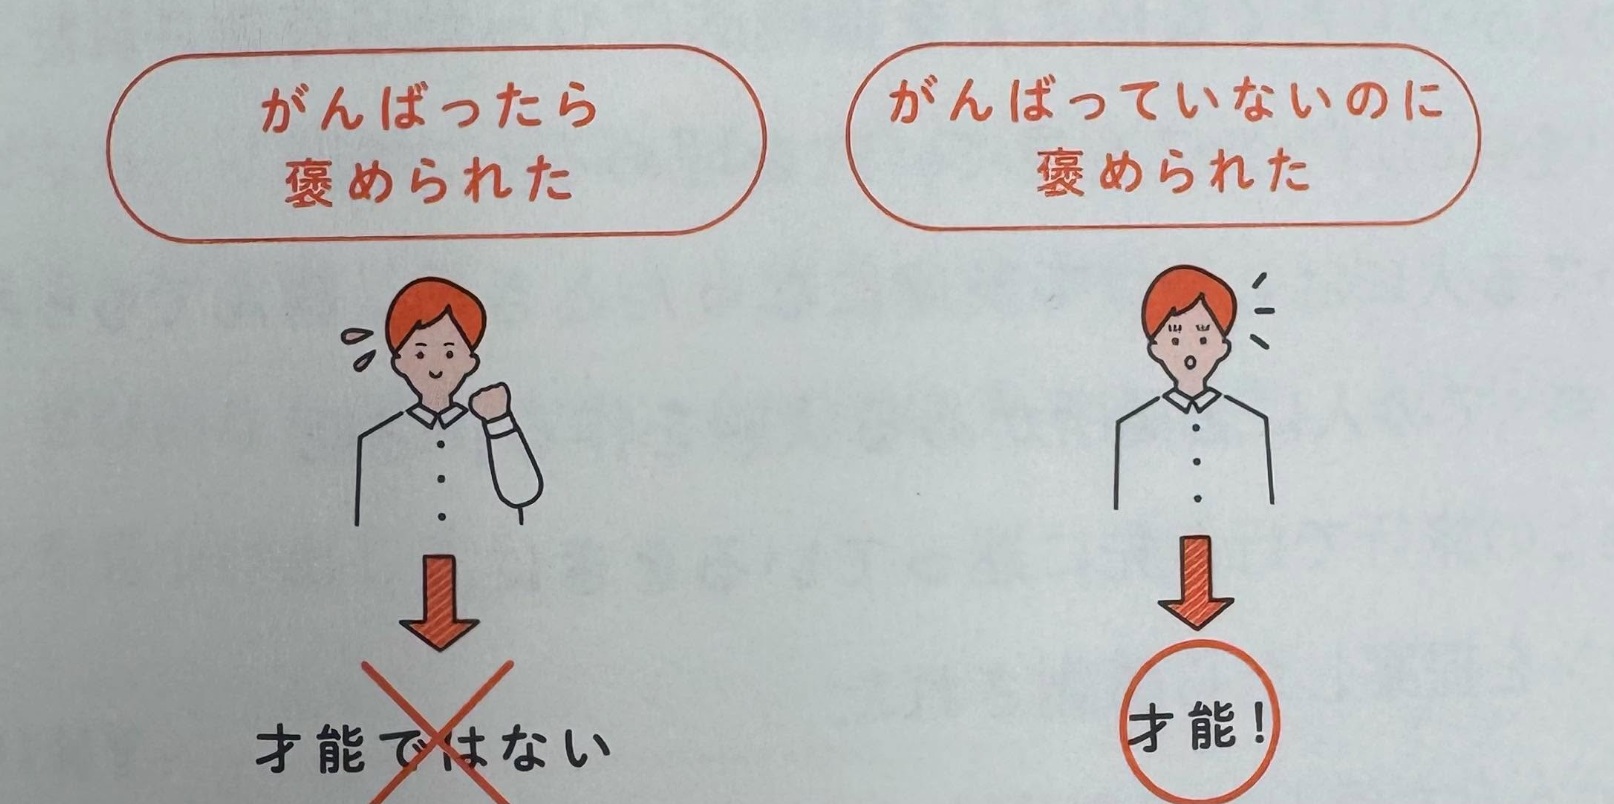 がんばったら
褒められた
才能ではない
がんばっていないのに
褒められた
才能！